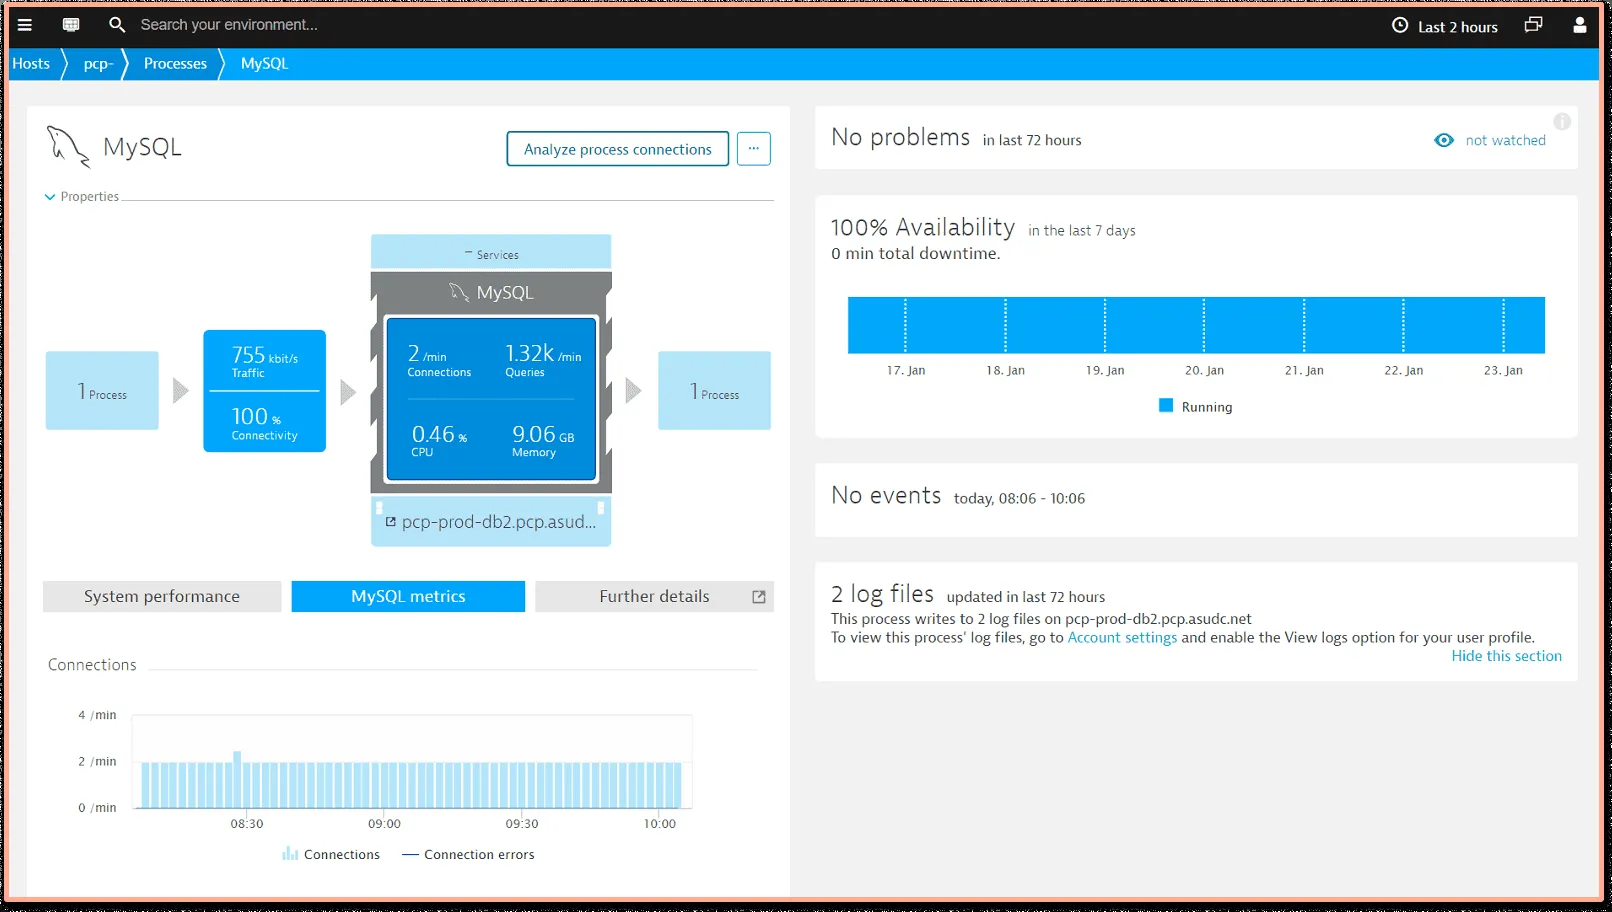 Search your environment...
Last 2 hours
Hosts
pcp-
Processes
MySQL
MySQL
Analyze process connections
...
Properties
– Services
MySQL
1 Process
755 kbit/s
Traffic
100 %
Connectivity
2 /min
Connections
1.32k /min
Queries
0.46 %
CPU
9.06 GB
Memory
1 Process
pcp-prod-db2.pcp.asud...
System performance
MySQL metrics
Further details
Connections
4 /min
2 /min
0 /min
08:30
09:00
09:30
10:00
Connections
Connection errors
No problems in last 72 hours
not watched
100% Availability in the last 7 days
0 min total downtime.
17. Jan
18. Jan
19. Jan
20. Jan
21. Jan
22. Jan
23. Jan
Running
No events today, 08:06 - 10:06
2 log files updated in last 72 hours
This process writes to 2 log files on pcp-prod-db2.pcp.asudc.net
To view this process' log files, go to Account settings and enable the View logs option for your user profile.
Hide this section